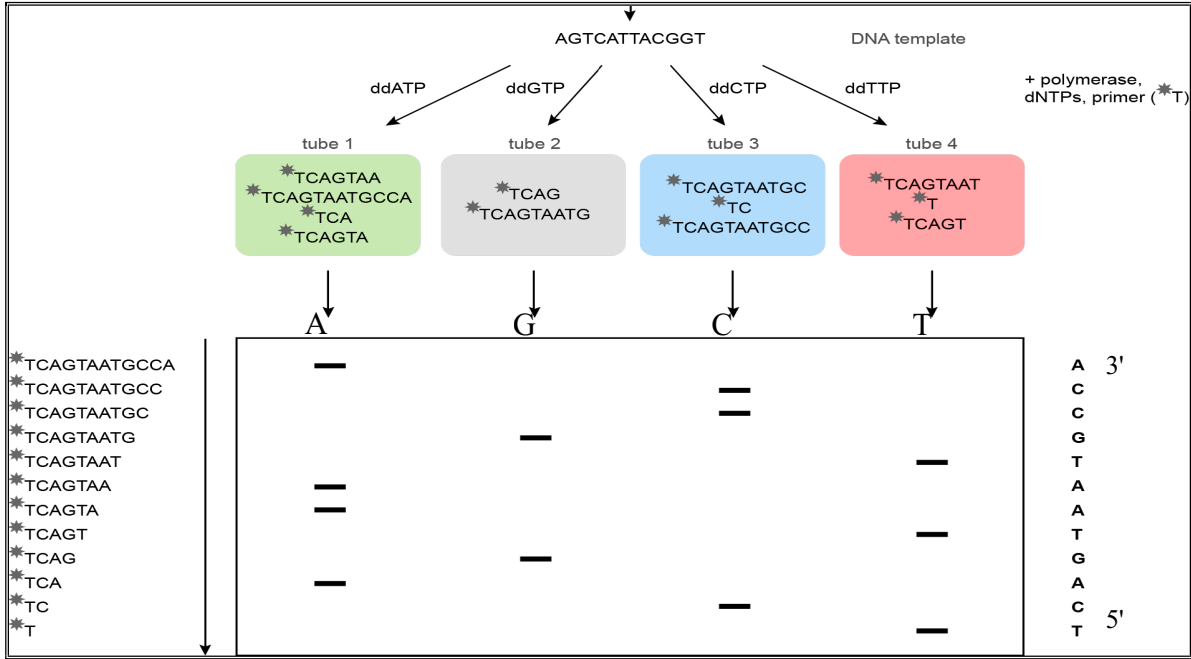 AGTCATTACGGT
DNA template
ddATP
ddGTP
ddCTP
ddTTP
+ polymerase,
dNTPs, primer (*T)
tube 1
tube 2
tube 3
tube 4
*TCAGTAA
*TCAGTAATGCCA
*TCA
*TCAGTA
*TCAG
*TCAGTAATG
*TCAGTAATGC
*TC
*TCAGTAATGCC
*TCAGTAAT
*T
*TCAGT
A
G
C
T
*TCAGTAATGCCA
*TCAGTAATGCC
*TCAGTAATGC
*TCAGTAATG
*TCAGTAAT
*TCAGTAA
*TCAGTA
*TCAGT
*TCAG
*TCA
*TC
*T
A 3'
C
C
G
T
A
A
T
G
A
C 5'
T